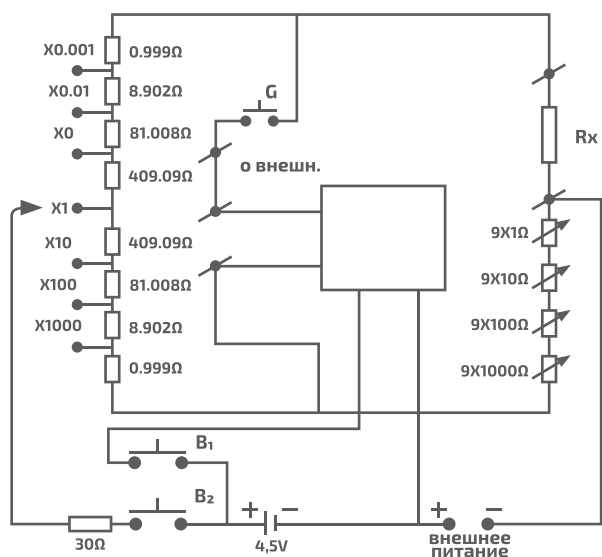 X0.001
0.999Ω
X0.01
8.902Ω
G
X0
81.008Ω
Rx
о внешн.
409.09Ω
X1
9X1Ω
X10
409.09Ω
9X10Ω
X100
81.008Ω
X1000
8.902Ω
9X100Ω
0.999Ω
9X1000Ω
B₁
B₂
+ −
+ −
30Ω
4,5V
внешнее
питание